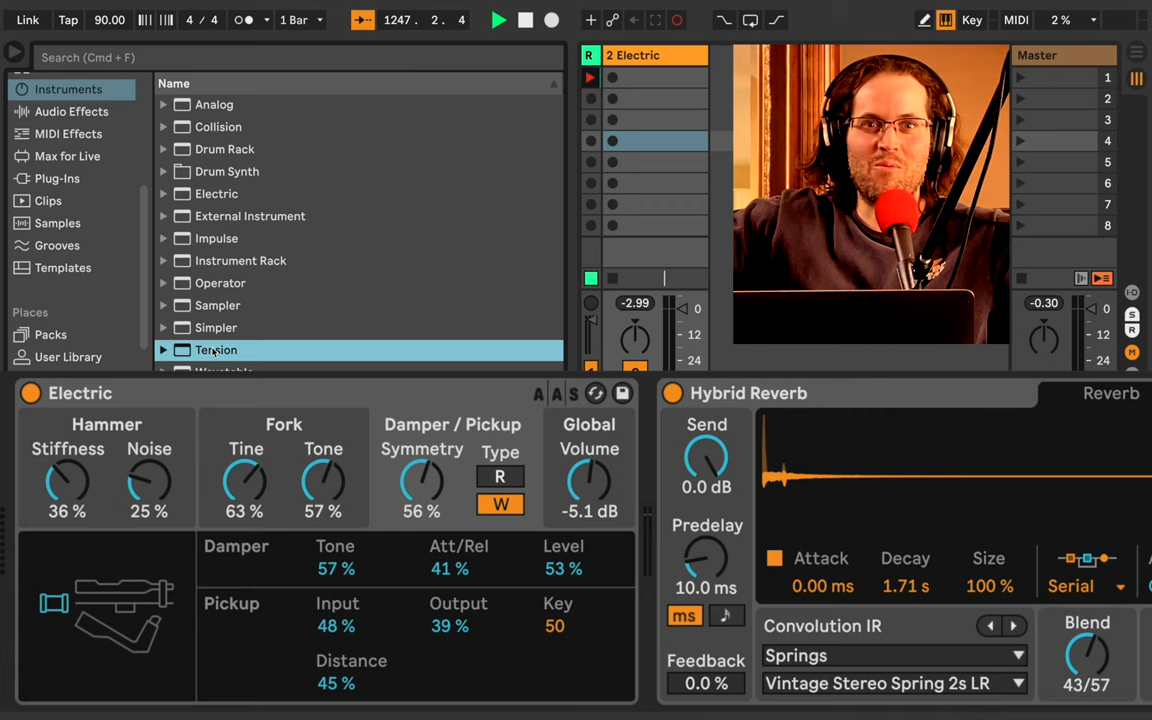 Link Tap 90.00 4 / 4 1 Bar 1247. 2. 4 Key MIDI 2 %
Search (Cmd + F)
R 2 Electric
Master
Instruments
Audio Effects
MIDI Effects
Max for Live
Plug-Ins
Clips
Samples
Grooves
Templates
Places
Packs
User Library
Name
Analog
Collision
Drum Rack
Drum Synth
Electric
External Instrument
Impulse
Instrument Rack
Operator
Sampler
Simpler
Tension
1
2
3
4
5
6
7
8
-2.99
0
12
24
-0.30
0
12
24
I·O
S
R
M
Electric A A S
Hammer Fork Damper / Pickup Global
Stiffness Noise Tine Tone Symmetry Type Volume
R
W
36 % 25 % 63 % 57 % 56 % -5.1 dB
Damper Tone Att/Rel Level
57 % 41 % 53 %
Pickup Input Output Key
48 % 39 % 50
Distance
45 %
Hybrid Reverb Reverb
Send
0.0 dB
Predelay
10.0 ms
ms
Feedback
0.0 %
Attack Decay Size
0.00 ms 1.71 s 100 % Serial
Convolution IR
Springs
Vintage Stereo Spring 2s LR
Blend
43/57